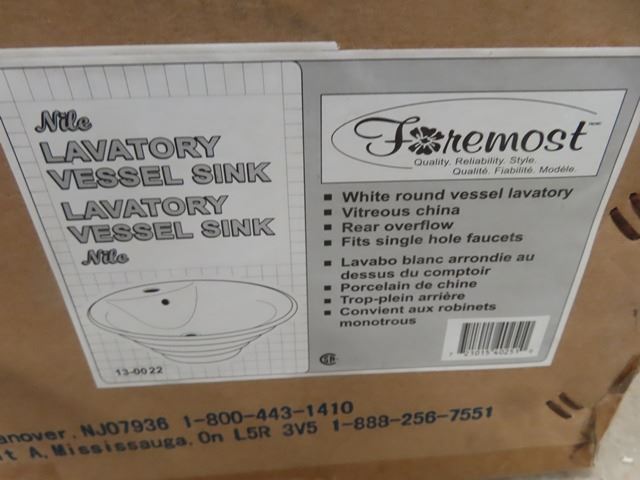 Nile
LAVATORY
VESSEL SINK
LAVATORY
VESSEL SINK
Nile
13-0022
Foremost
Quality. Reliability. Style.
Qualité. Fiabilité. Modèle.
White round vessel lavatory
Vitreous china
Rear overflow
Fits single hole faucets
Lavabo blanc arrondie au
dessus du comptoir
Porcelain de chine
Trop-plein arrière
Convient aux robinets
monotrous
anover, NJ07936 1-800-443-1410
t A, Mississauga, On L5R 3V5 1-888-256-7551